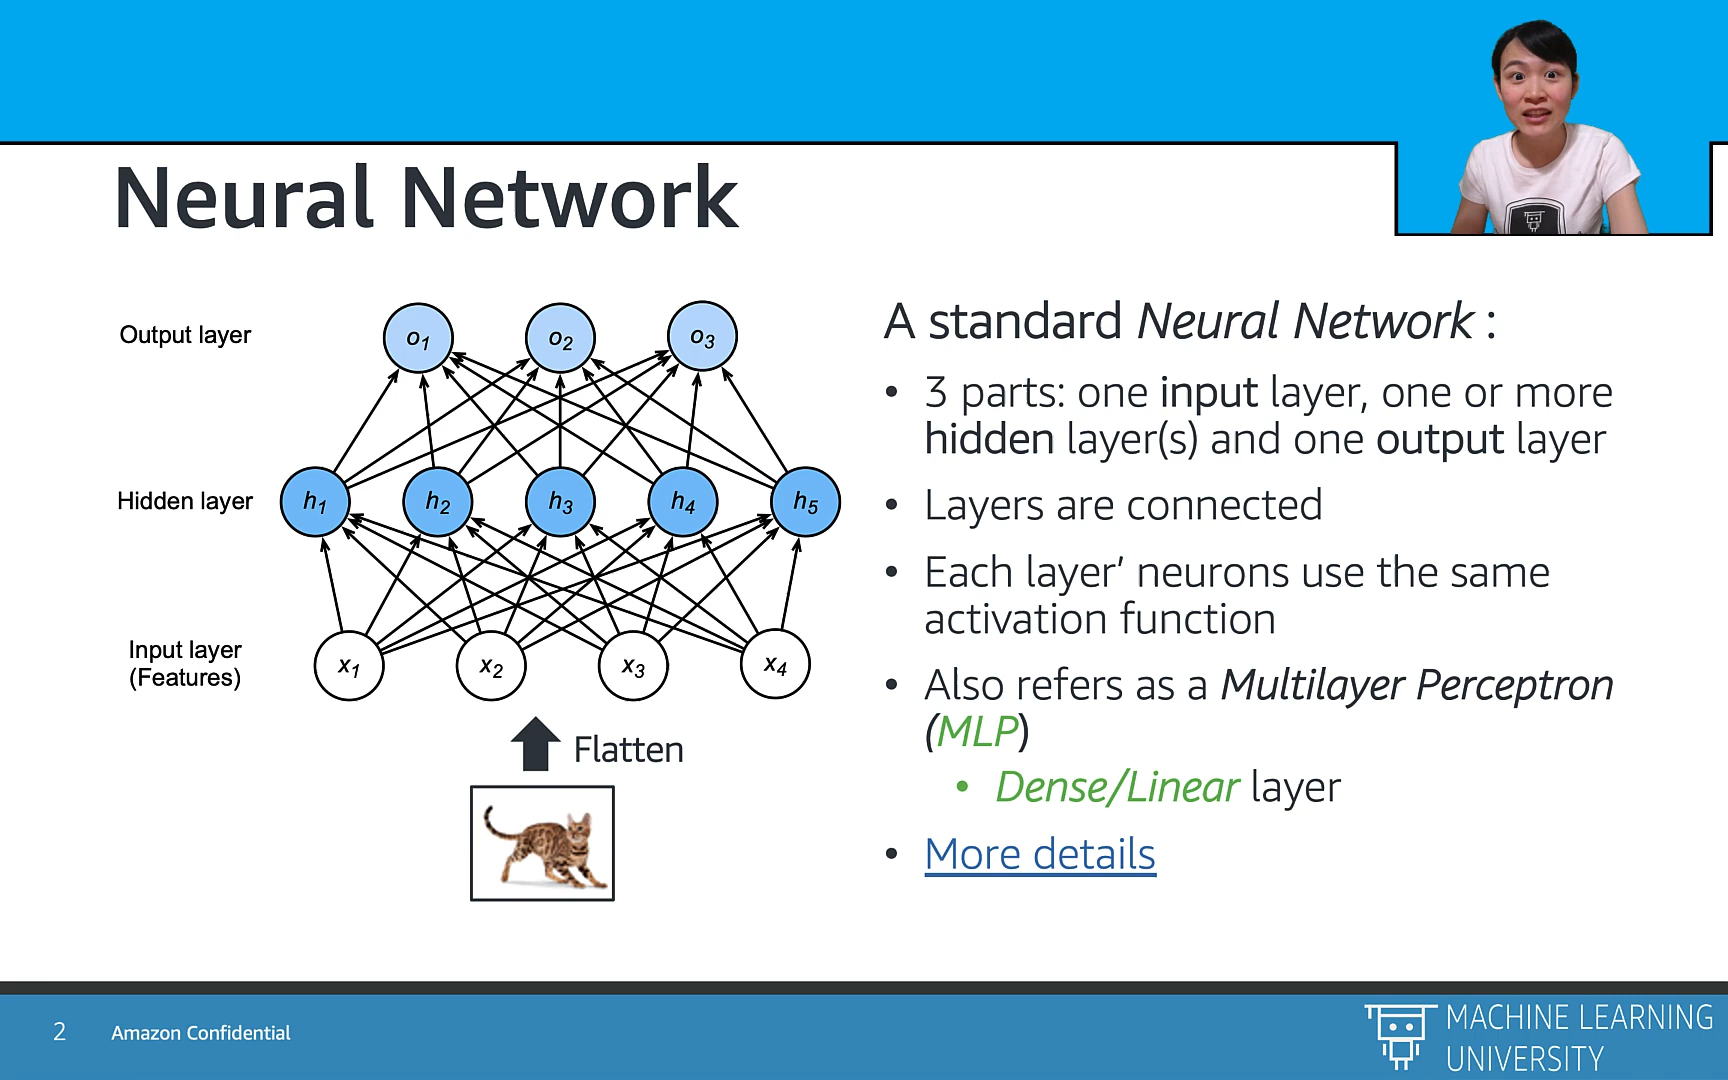 Neural Network
Output layer
o1 o2 o3
Hidden layer
h1 h2 h3 h4 h5
Input layer
(Features)
x1 x2 x3 x4
Flatten
A standard Neural Network :
• 3 parts: one input layer, one or more
hidden layer(s) and one output layer
• Layers are connected
• Each layer’ neurons use the same
activation function
• Also refers as a Multilayer Perceptron
(MLP)
• Dense/Linear layer
• More details
2
Amazon Confidential
MACHINE LEARNING
UNIVERSITY